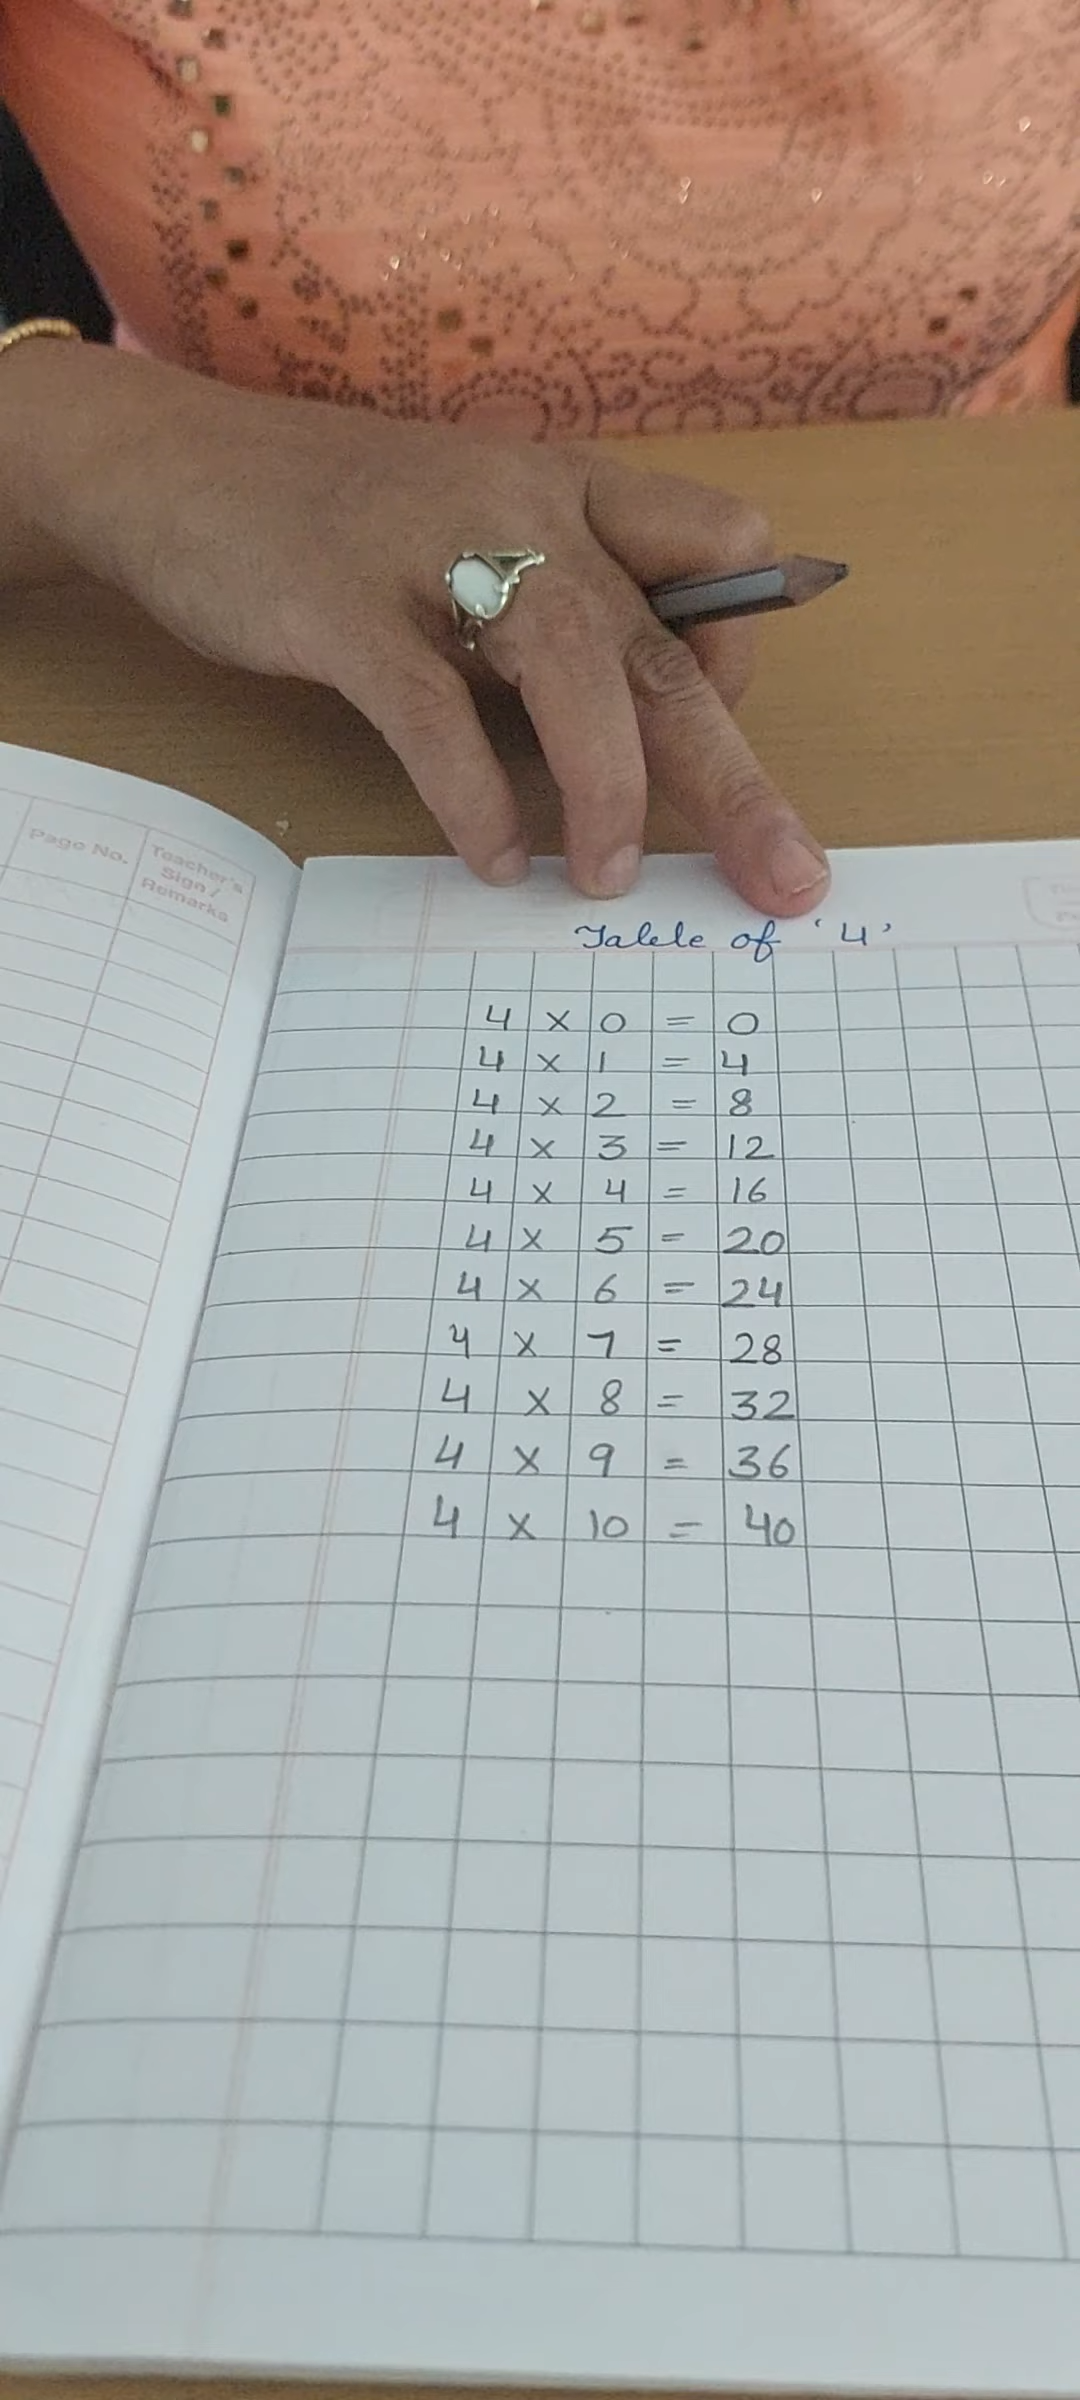 Page No.
Teacher's
Sign /
Remarks
Table of '4'
4 × 0 = 0
4 × 1 = 4
4 × 2 = 8
4 × 3 = 12
4 × 4 = 16
4 × 5 = 20
4 × 6 = 24
4 × 7 = 28
4 × 8 = 32
4 × 9 = 36
4 × 10 = 40